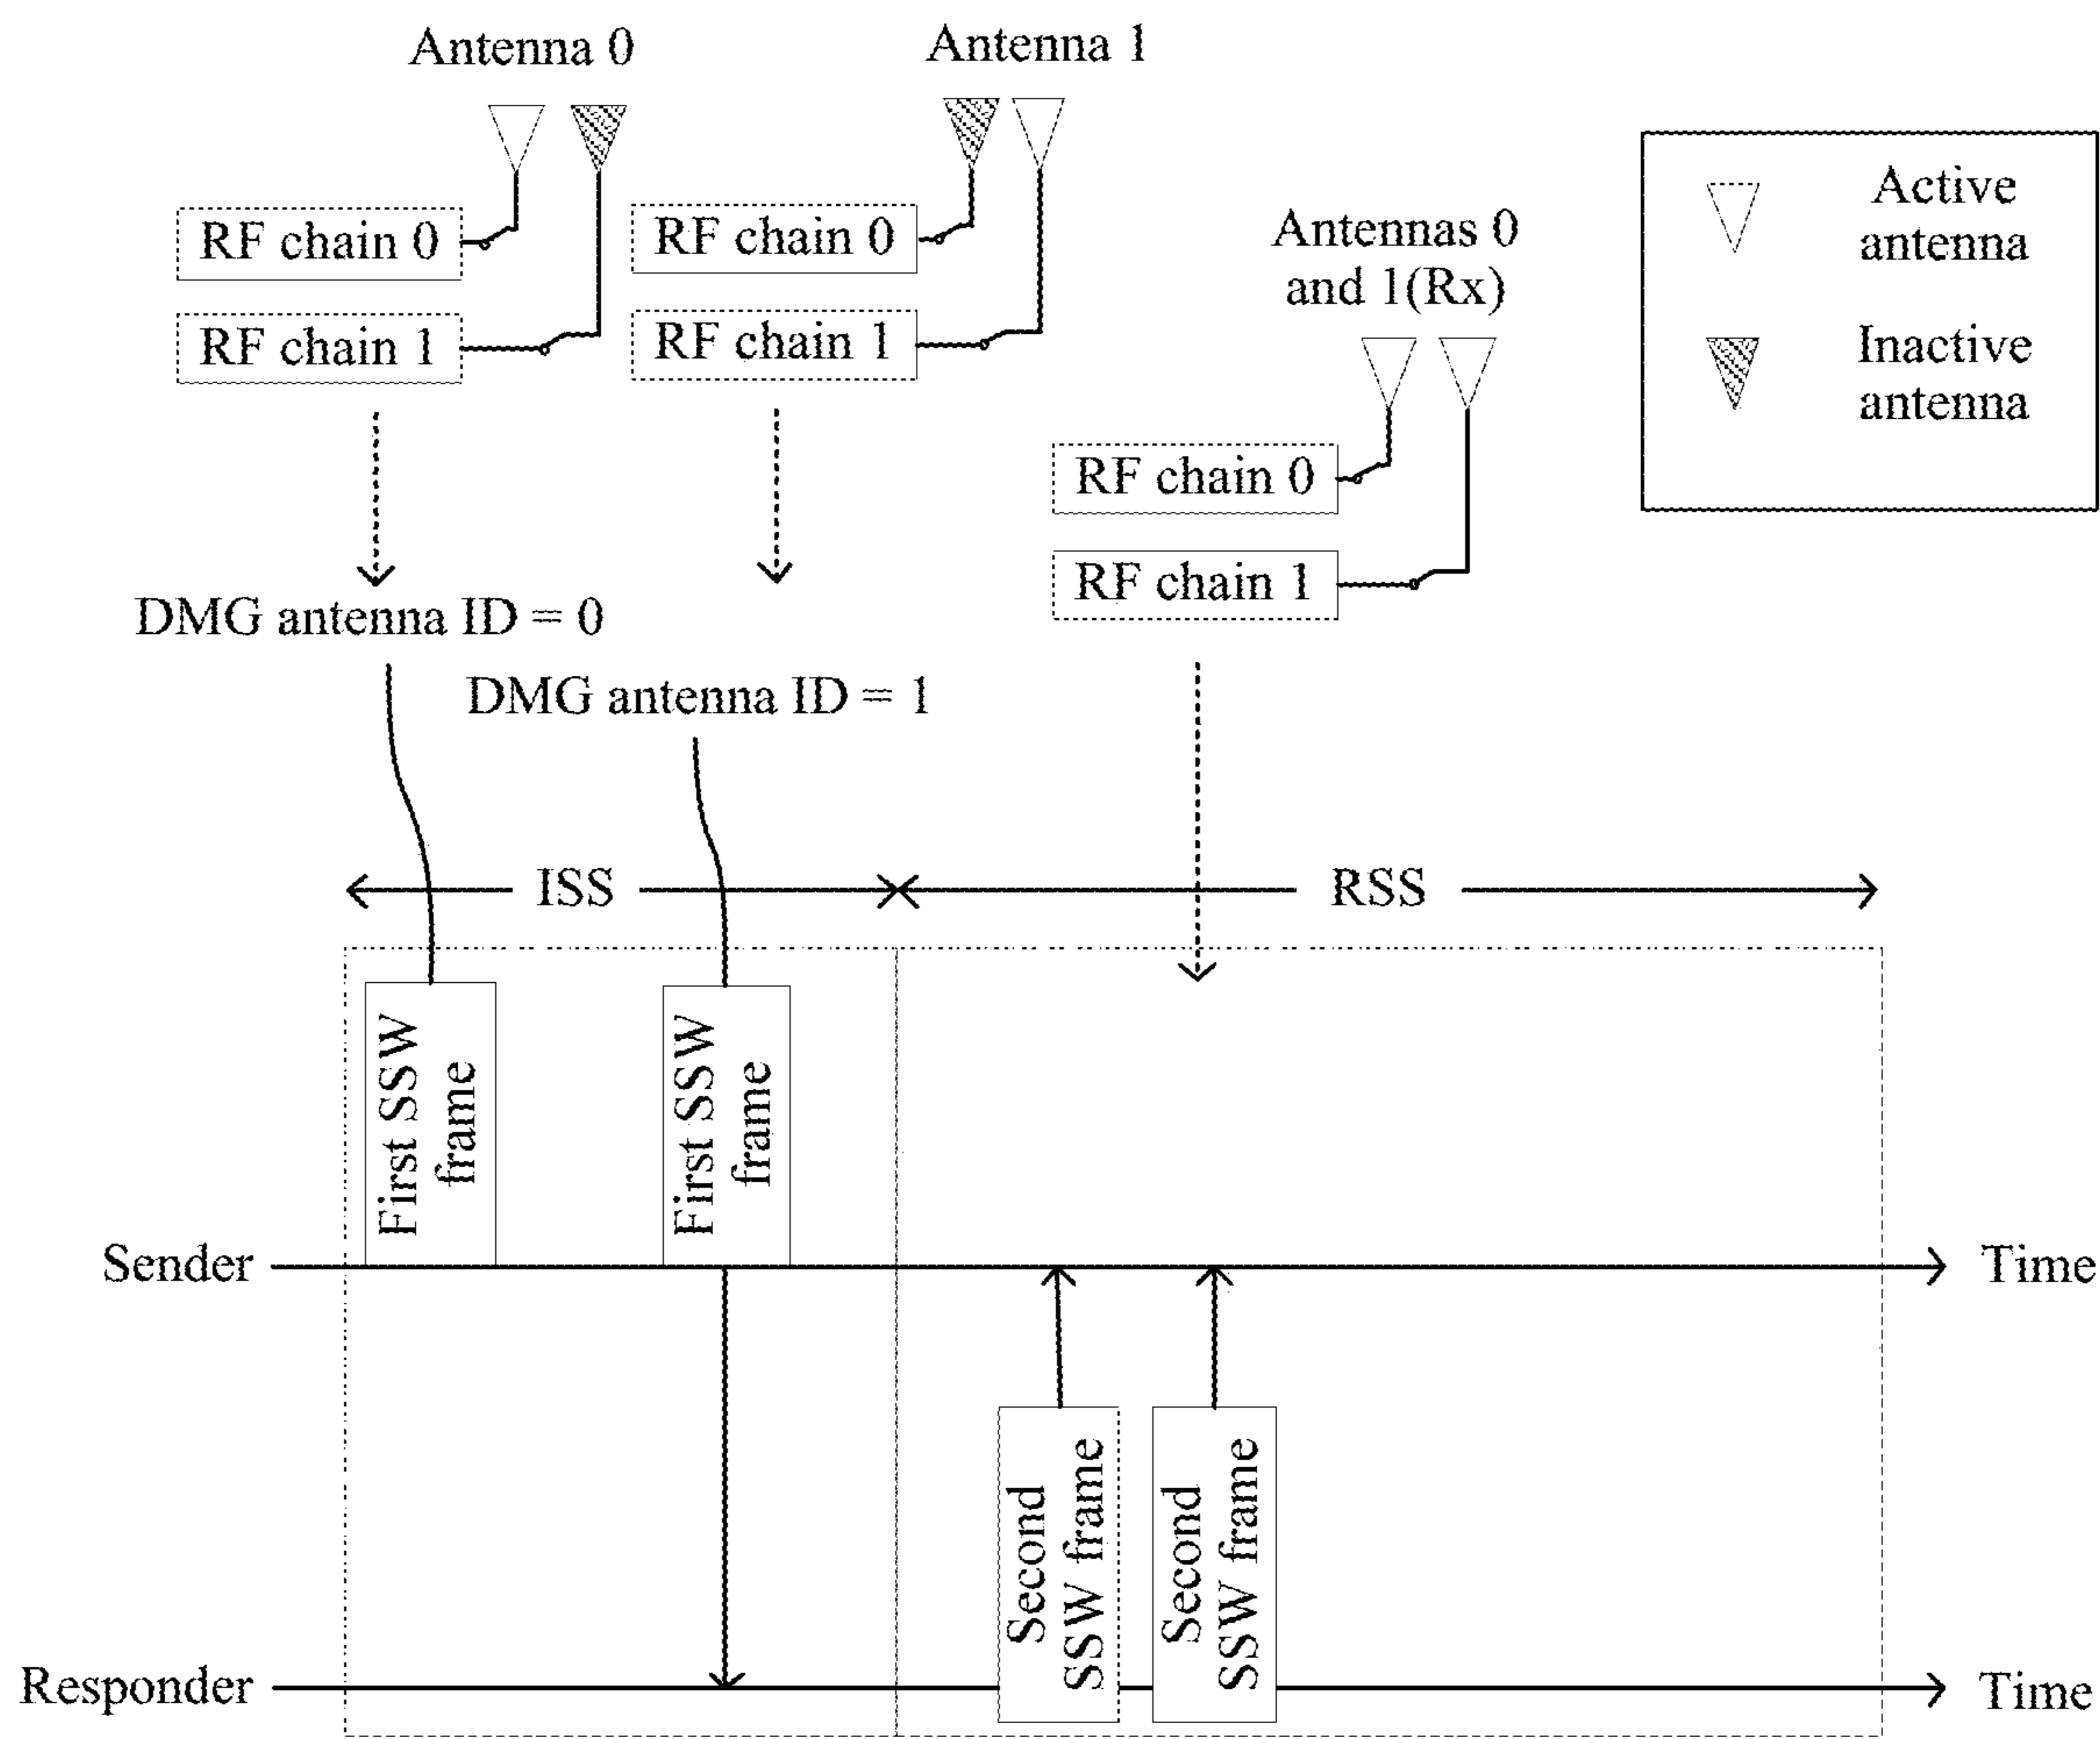 Antenna 0
Antenna 1
RF chain 0
RF chain 1
RF chain 0
RF chain 1
Antennas 0
and 1(Rx)
RF chain 0
RF chain 1
Active
antenna
Inactive
antenna
DMG antenna ID = 0
DMG antenna ID = 1
ISS
RSS
First SSW
frame
First SSW
frame
Sender
Time
Second
SSW frame
Second
SSW frame
Responder
Time